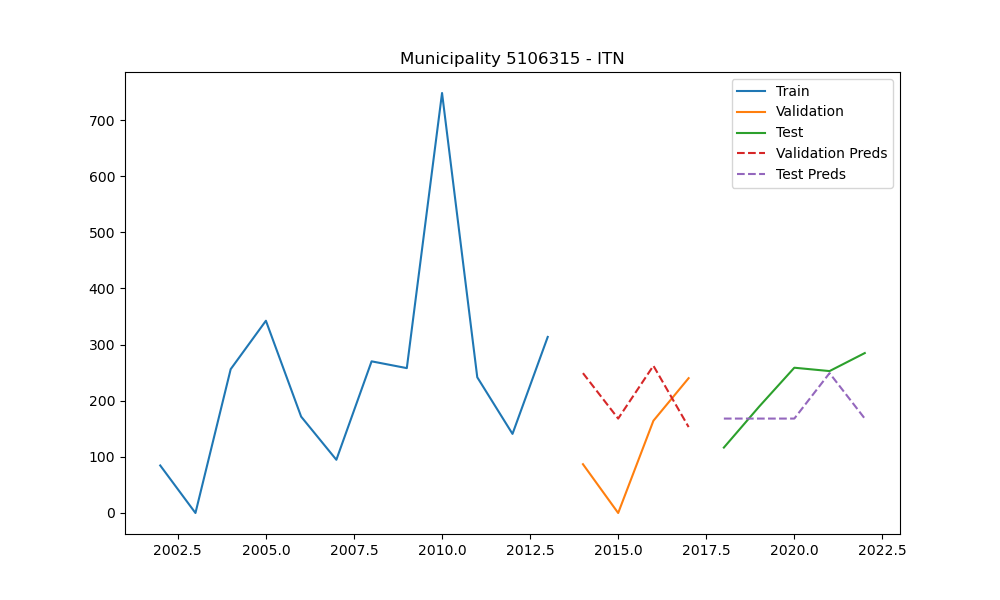 Municipality 5106315 - ITN
Train
Validation
Test
Validation Preds
Test Preds
700
600
500
400
300
200
100
0
2002.5 2005.0 2007.5 2010.0 2012.5 2015.0 2017.5 2020.0 2022.5